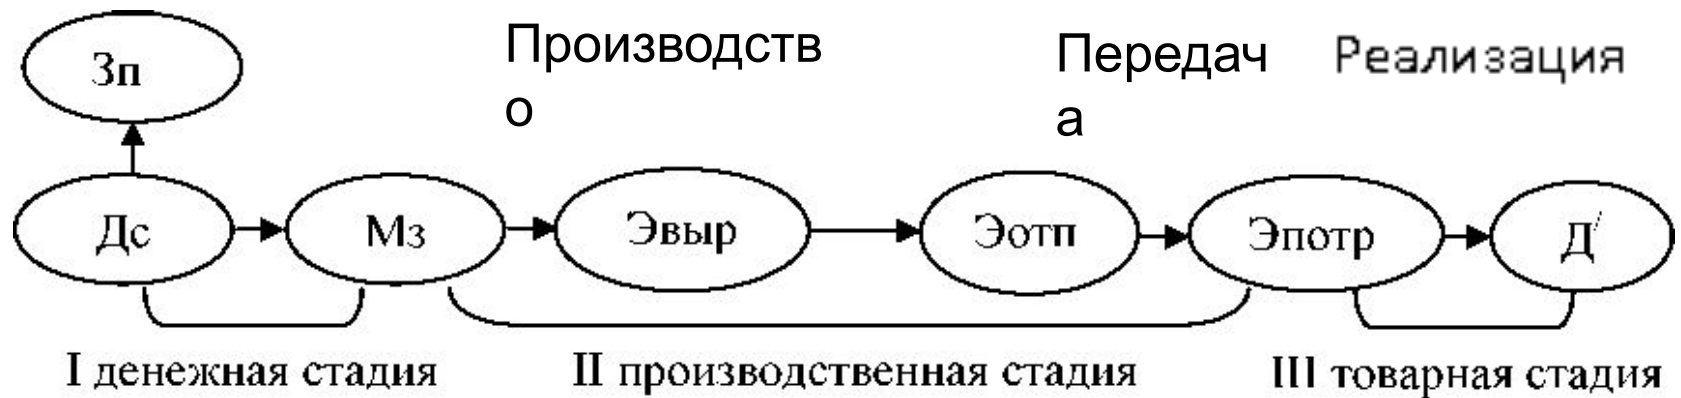 Зп
Производств
о
Передач
а
Реализация
Дс
Мз
Эвыр
Эотп
Эпотр
Д/
I денежная стадия
II производственная стадия
III товарная стадия